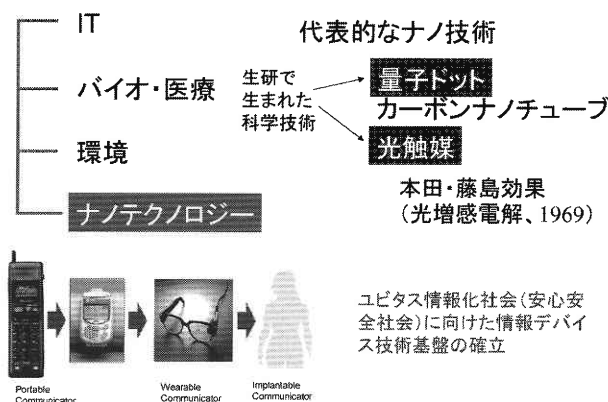 IT
バイオ・医療
環境
ナノテクノロジー
代表的なナノ技術
生研で
生まれた
科学技術
量子ドット
カーボンナノチューブ
光触媒
本田・藤島効果
(光増感電解、1969)
ユビタス情報化社会(安心安
全社会)に向けた情報デバイ
ス技術基盤の確立
Portable
Communicator
Wearable
Communicator
Implantable
Communicator